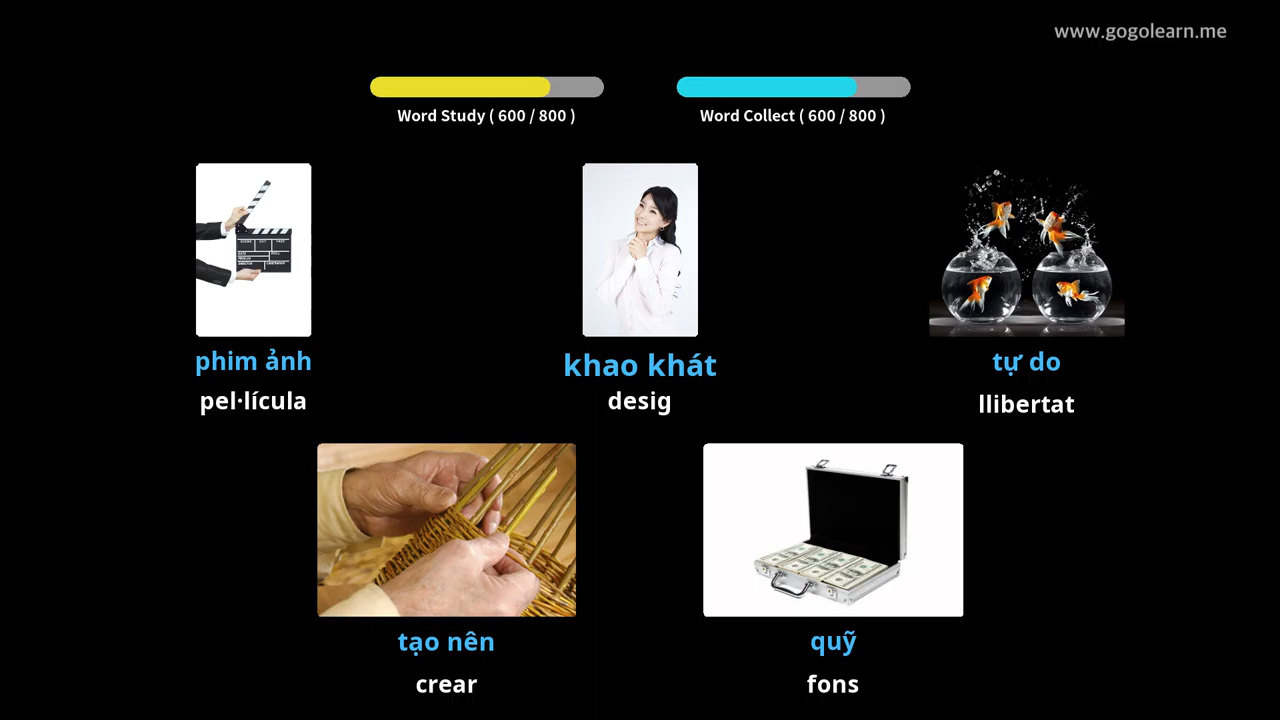 www.gogolearn.me
Word Study ( 600 / 800 )
Word Collect ( 600 / 800 )
phim ảnh
pel·lícula
khao khát
desig
tự do
llibertat
tạo nên
crear
quỹ
fons